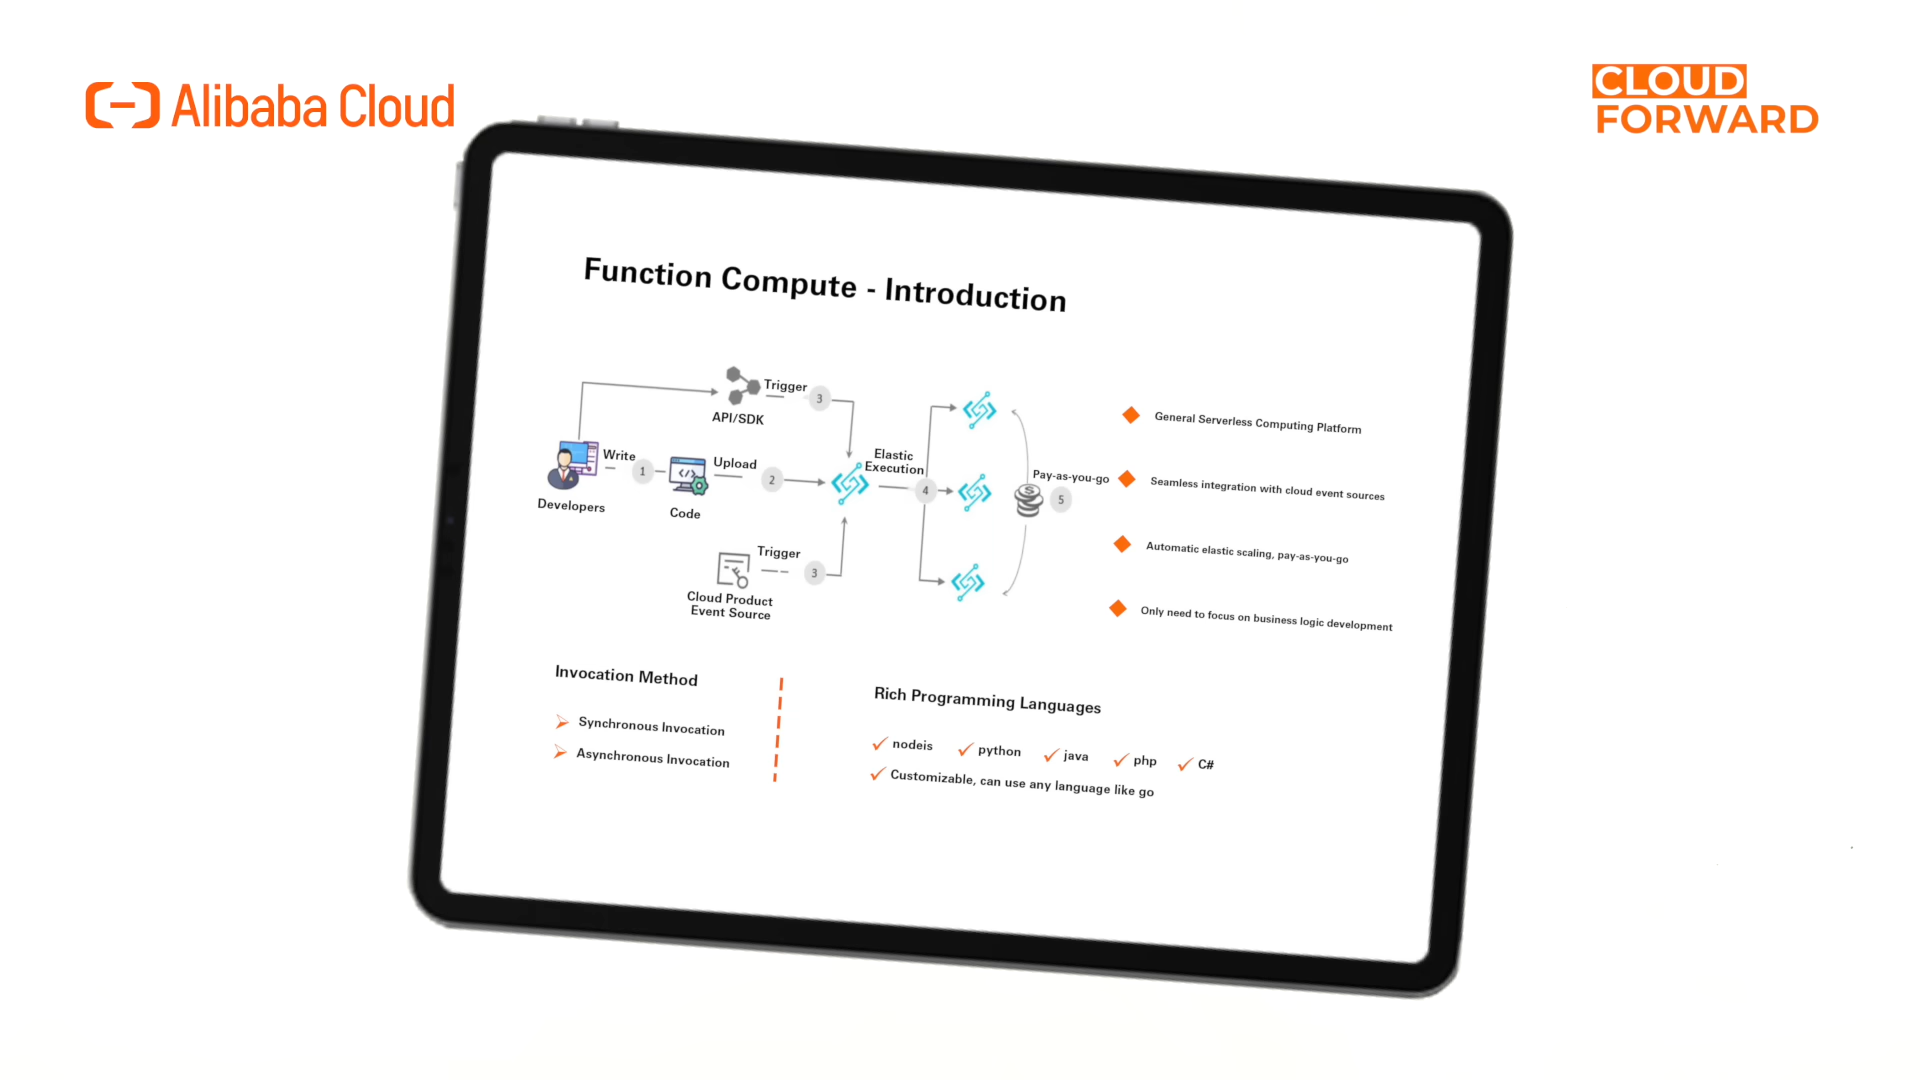 Alibaba Cloud
CLOUD
FORWARD
Function Compute - Introduction
Trigger
3
API/SDK
Write
1
Upload
2
Developers
Code
Elastic
Execution
4
Pay-as-you-go
5
Trigger
3
Cloud Product
Event Source
General Serverless Computing Platform
Seamless integration with cloud event sources
Automatic elastic scaling, pay-as-you-go
Only need to focus on business logic development
Invocation Method
Synchronous Invocation
Asynchronous Invocation
Rich Programming Languages
nodeis python java php C#
Customizable, can use any language like go